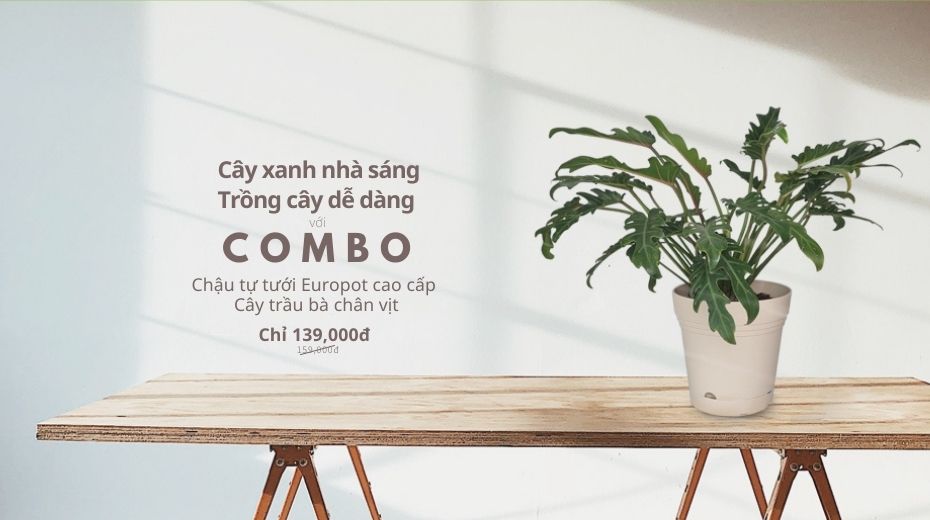 Cây xanh nhà sáng
Trồng cây dễ dàng
với
COMBO
Chậu tự tưới Europot cao cấp
Cây trầu bà chân vịt
Chỉ 139,000đ
159,000đ